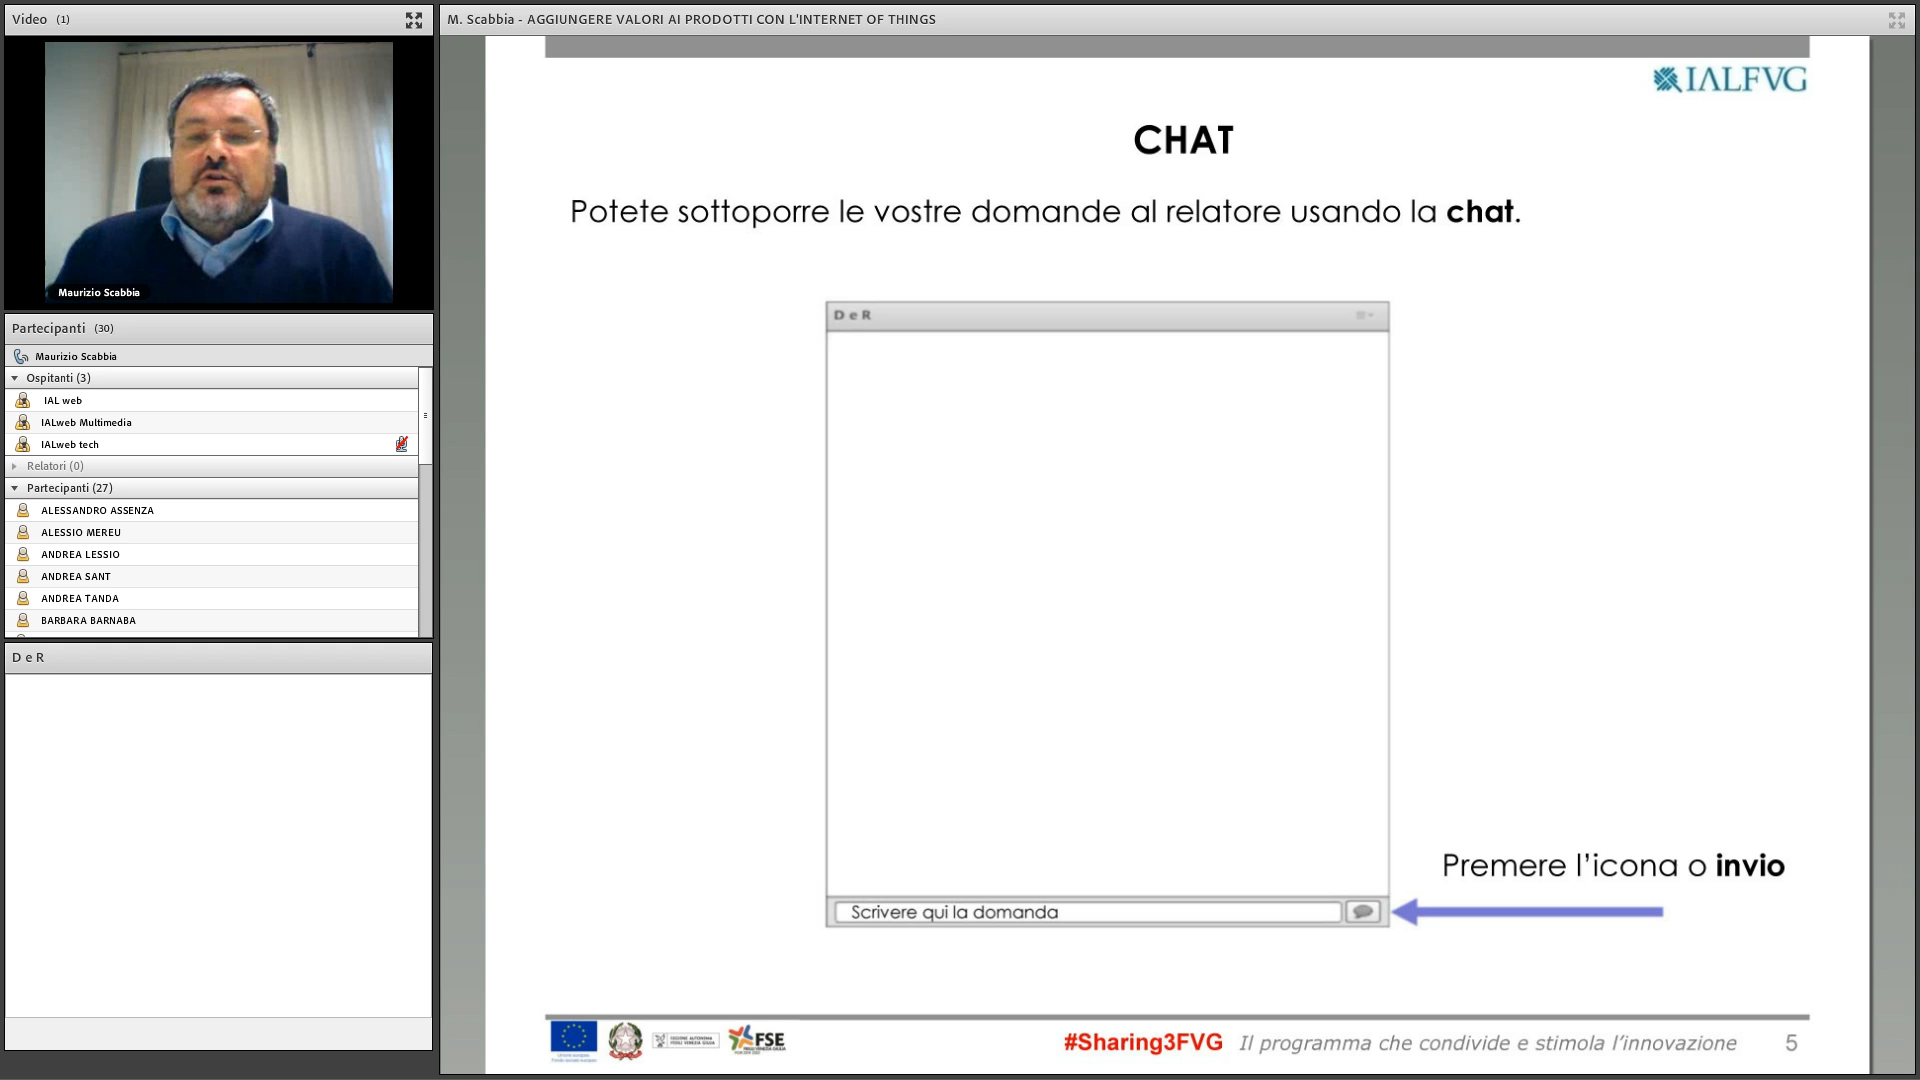 Video (1)
Maurizio Scabbia
Partecipanti (30)
Maurizio Scabbia
Ospitanti (3)
IAL web
IALweb Multimedia
IALweb tech
Relatori (0)
Partecipanti (27)
ALESSANDRO ASSENZA
ALESSIO MEREU
ANDREA LESSIO
ANDREA SANT
ANDREA TANDA
BARBARA BARNABA
D e R
M. Scabbia - AGGIUNGERE VALORI AI PRODOTTI CON L'INTERNET OF THINGS
IALFVG
CHAT
Potete sottoporre le vostre domande al relatore usando la chat.
D e R
Premere l’icona o invio
Scrivere qui la domanda
FSE
#Sharing3FVG Il programma che condivide e stimola l’innovazione 5